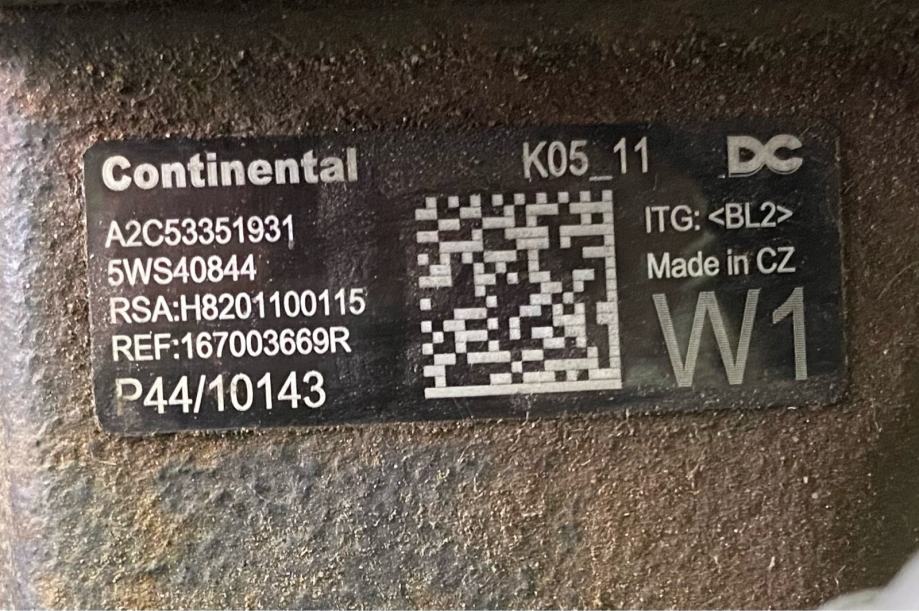 Continental
K05_11
DC
A2C53351931
5WS40844
RSA:H8201100115
REF:167003669R
P44/10143
ITG: <BL2>
Made in CZ
W1